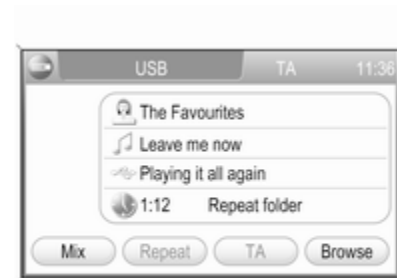 USB TA 11:36
The Favourites
Leave me now
Playing it all again
1:12 Repeat folder
Mix Repeat TA Browse